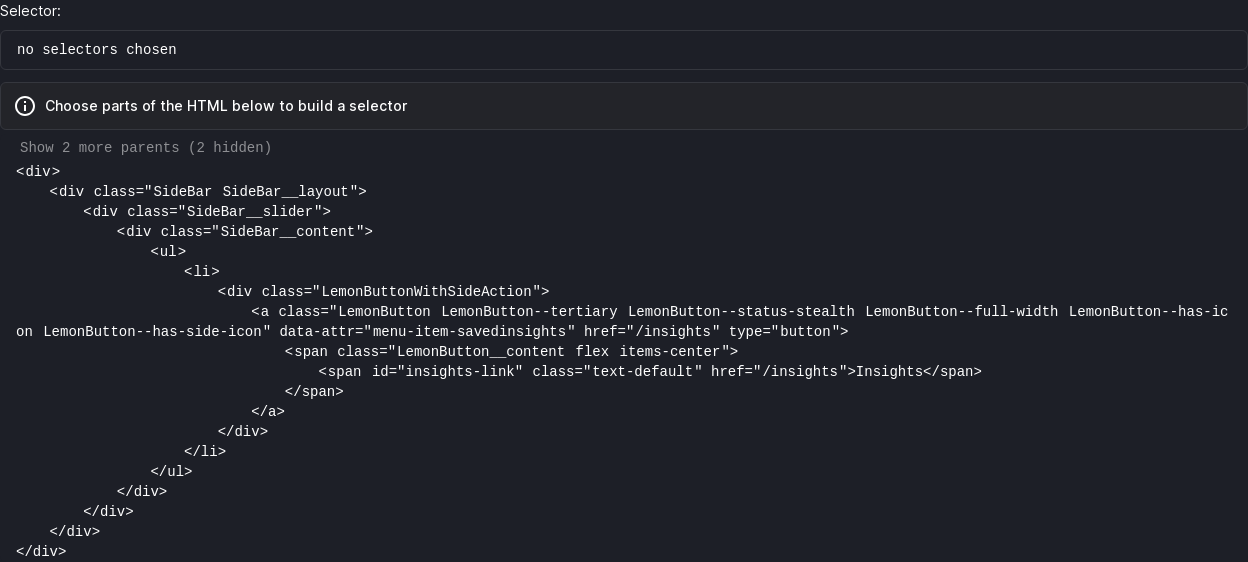 Selector:
no selectors chosen
Choose parts of the HTML below to build a selector
Show 2 more parents (2 hidden)
<div>
    <div class="SideBar SideBar__layout">
        <div class="SideBar__slider">
            <div class="SideBar__content">
                <ul>
                    <li>
                        <div class="LemonButtonWithSideAction">
                            <a class="LemonButton LemonButton--tertiary LemonButton--status-stealth LemonButton--full-width LemonButton--has-ic
on LemonButton--has-side-icon" data-attr="menu-item-savedinsights" href="/insights" type="button">
                                <span class="LemonButton__content flex items-center">
                                    <span id="insights-link" class="text-default" href="/insights">Insights</span>
                                </span>
                            </a>
                        </div>
                    </li>
                </ul>
            </div>
        </div>
    </div>
</div>